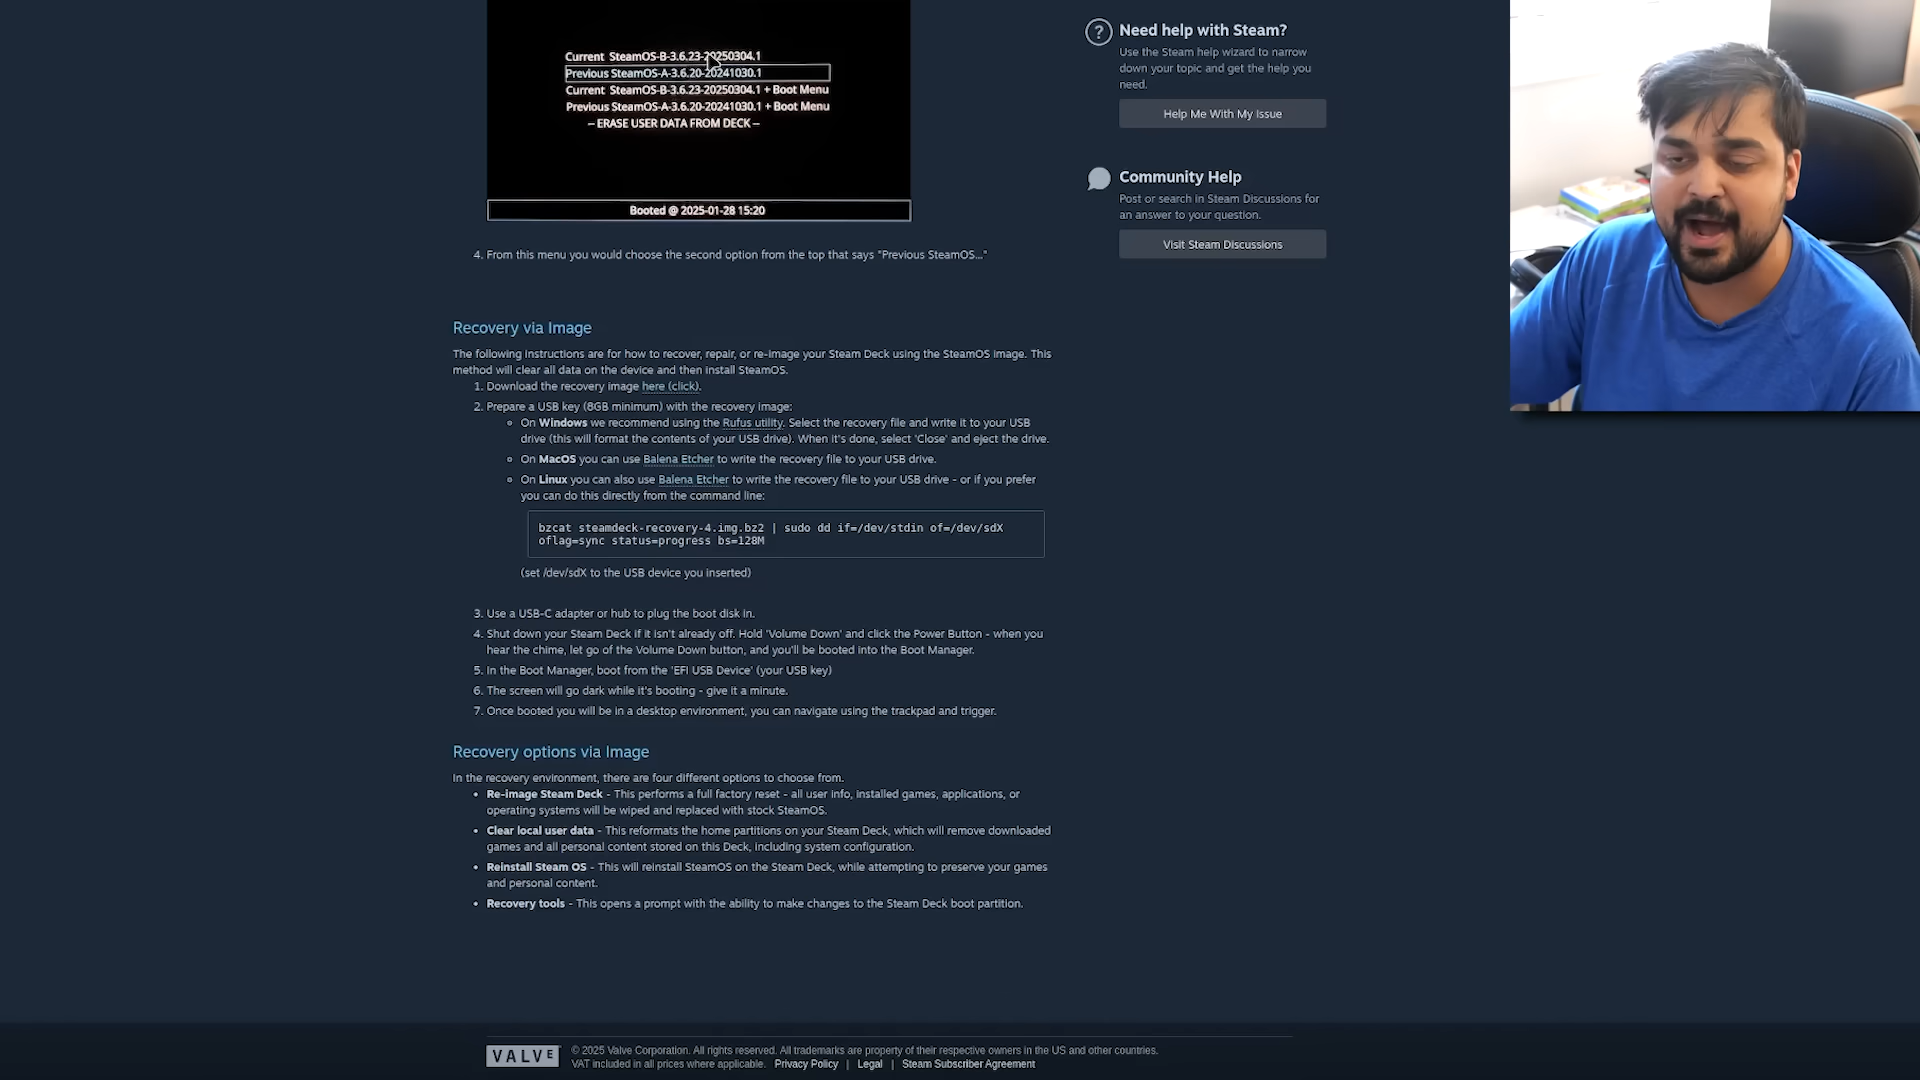 Current SteamOS-B-3.6.23-20250304.1
Previous SteamOS-A-3.6.20-20241030.1
Current SteamOS-B-3.6.23-20250304.1 + Boot Menu
Previous SteamOS-A-3.6.20-20241030.1 + Boot Menu
-- ERASE USER DATA FROM DECK --
Booted @ 2025-01-28 15:20
4. From this menu you would choose the second option from the top that says "Previous SteamOS..."
Recovery via Image
The following instructions are for how to recover, repair, or re-image your Steam Deck using the SteamOS image. This
method will clear all data on the device and then install SteamOS.
1. Download the recovery image here (click).
2. Prepare a USB key (8GB minimum) with the recovery image:
On Windows we recommend using the Rufus utility. Select the recovery file and write it to your USB
drive (this will format the contents of your USB drive). When it's done, select 'Close' and eject the drive.
On MacOS you can use Balena Etcher to write the recovery file to your USB drive.
On Linux you can also use Balena Etcher to write the recovery file to your USB drive - or if you prefer
you can do this directly from the command line:
bzcat steamdeck-recovery-4.img.bz2 | sudo dd if=/dev/stdin of=/dev/sdX
oflag=sync status=progress bs=128M
(set /dev/sdX to the USB device you inserted)
3. Use a USB-C adapter or hub to plug the boot disk in.
4. Shut down your Steam Deck if it isn't already off. Hold 'Volume Down' and click the Power Button - when you
hear the chime, let go of the Volume Down button, and you'll be booted into the Boot Manager.
5. In the Boot Manager, boot from the 'EFI USB Device' (your USB key)
6. The screen will go dark while it's booting - give it a minute.
7. Once booted you will be in a desktop environment, you can navigate using the trackpad and trigger.
Recovery options via Image
In the recovery environment, there are four different options to choose from.
• Re-image Steam Deck - This performs a full factory reset - all user info, installed games, applications, or
operating systems will be wiped and replaced with stock SteamOS.
• Clear local user data - This reformats the home partitions on your Steam Deck, which will remove downloaded
games and all personal content stored on this Deck, including system configuration.
• Reinstall Steam OS - This will reinstall SteamOS on the Steam Deck, while attempting to preserve your games
and personal content.
• Recovery tools - This opens a prompt with the ability to make changes to the Steam Deck boot partition.
Need help with Steam?
Use the Steam help wizard to narrow
down your topic and get the help you
need.
Help Me With My Issue
Community Help
Post or search in Steam Discussions for
an answer to your question.
Visit Steam Discussions
VALVE
© 2025 Valve Corporation. All rights reserved. All trademarks are property of their respective owners in the US and other countries.
VAT included in all prices where applicable. Privacy Policy | Legal | Steam Subscriber Agreement